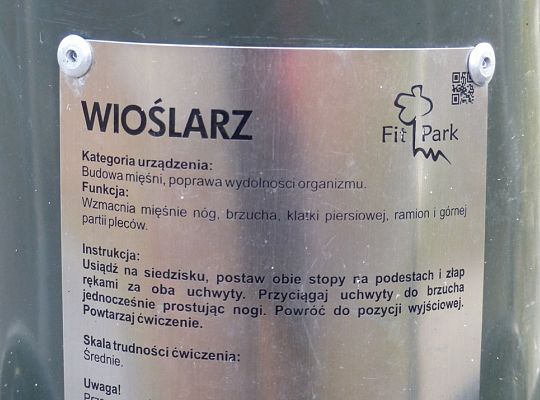 WIOŚLARZ
Fit Park
Kategoria urządzenia:
Budowa mięśni, poprawa wydolności organizmu.
Funkcja:
Wzmacnia mięśnie nóg, brzucha, klatki piersiowej, ramion i górnej
partii pleców.
Instrukcja:
Usiądź na siedzisku, postaw obie stopy na podestach i złap
rękami za oba uchwyty. Przyciągaj uchwyty do brzucha
jednocześnie prostując nogi. Powróć do pozycji wyjściowej.
Powtarzaj ćwiczenie.
Skala trudności ćwiczenia:
Średnie.
Uwaga!